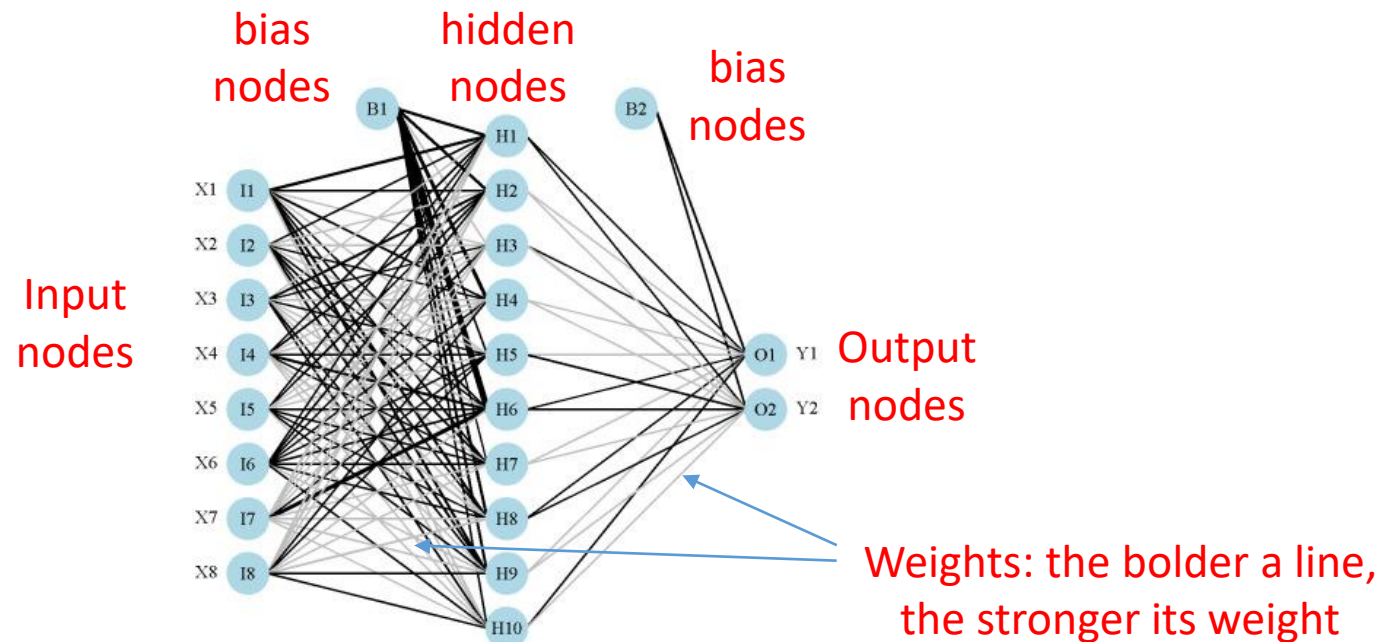 bias
nodes
hidden
nodes
bias
nodes
B1
B2
H1
X1 I1
H2
X2 I2
H3
Input
nodes
X3 I3
H4
X4 I4
H5
O1 Y1
Output
nodes
X5 I5
H6
O2 Y2
X6 I6
H7
X7 I7
H8
X8 I8
H9
H10
Weights: the bolder a line,
the stronger its weight